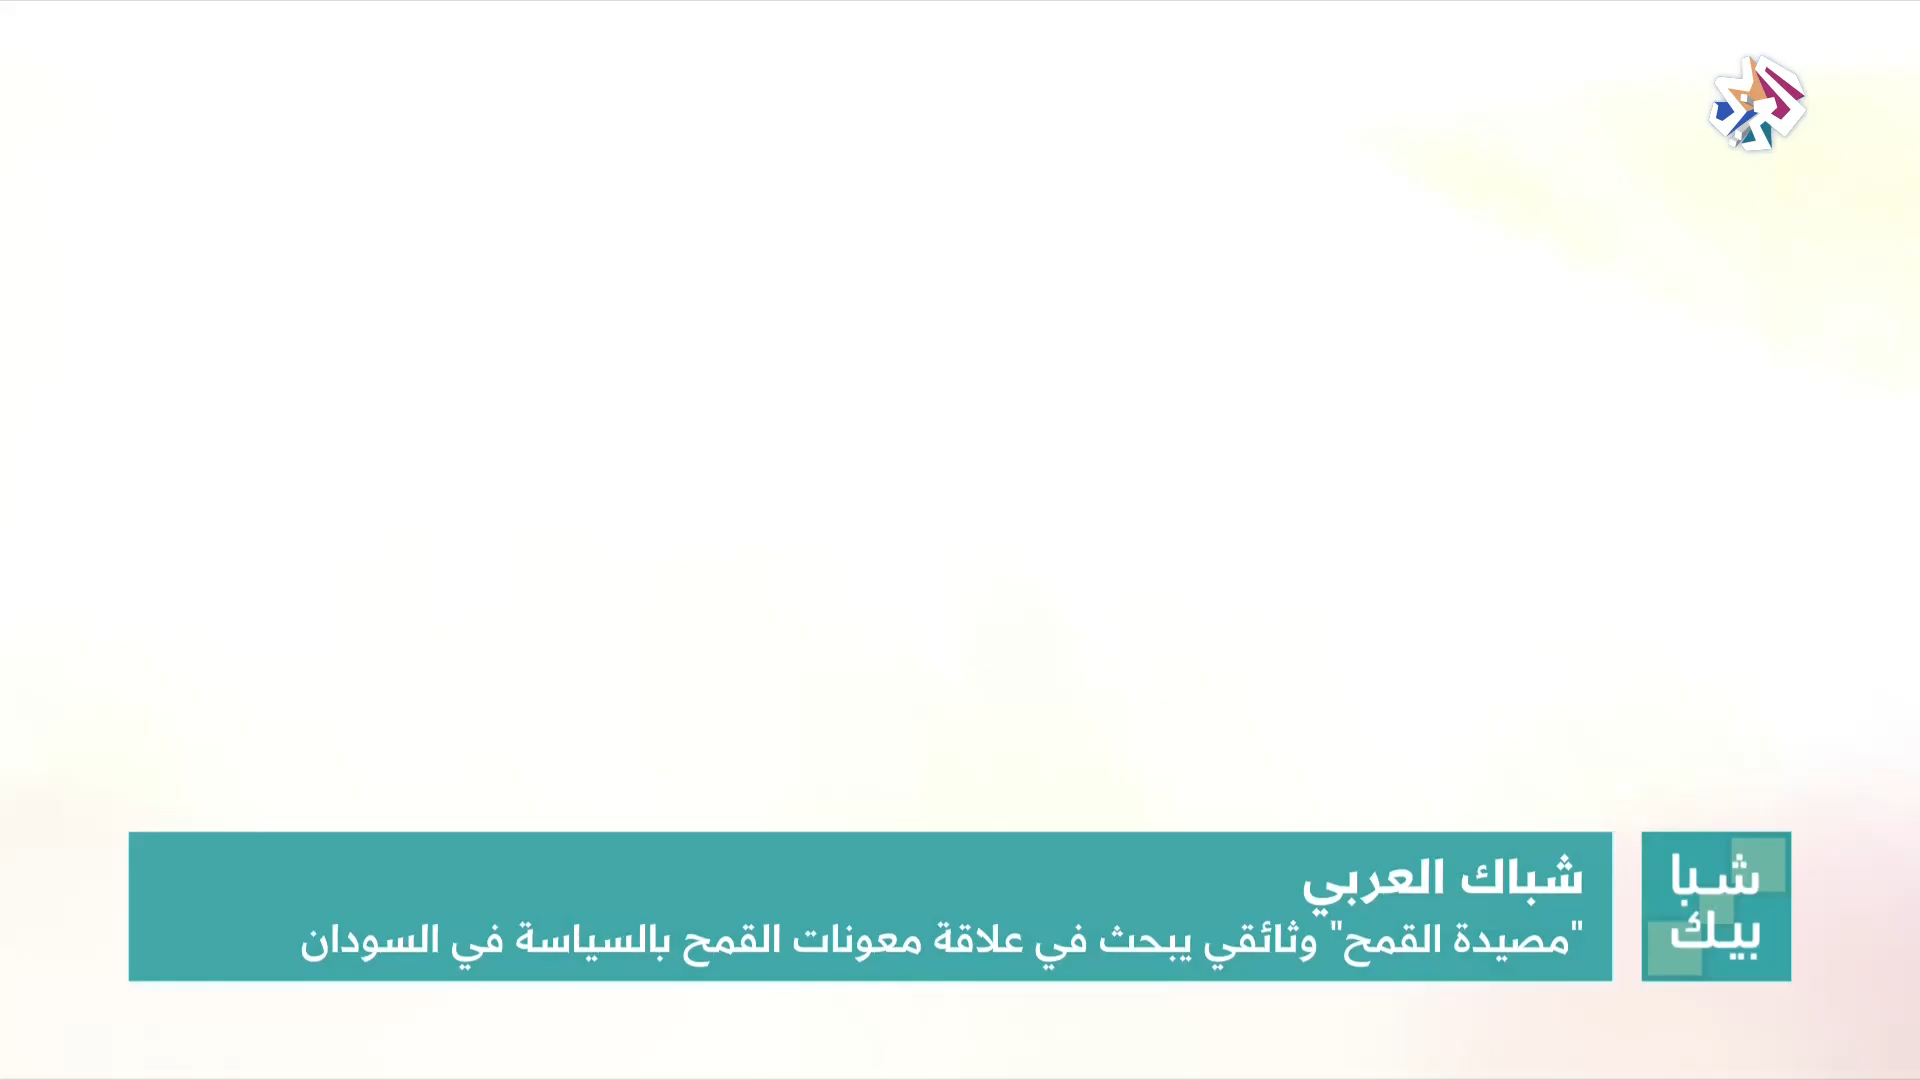 شباك العربي
"مصيدة القمح" وثائقي يبحث في علاقة معونات القمح بالسياسة في السودان
شبا
بيك